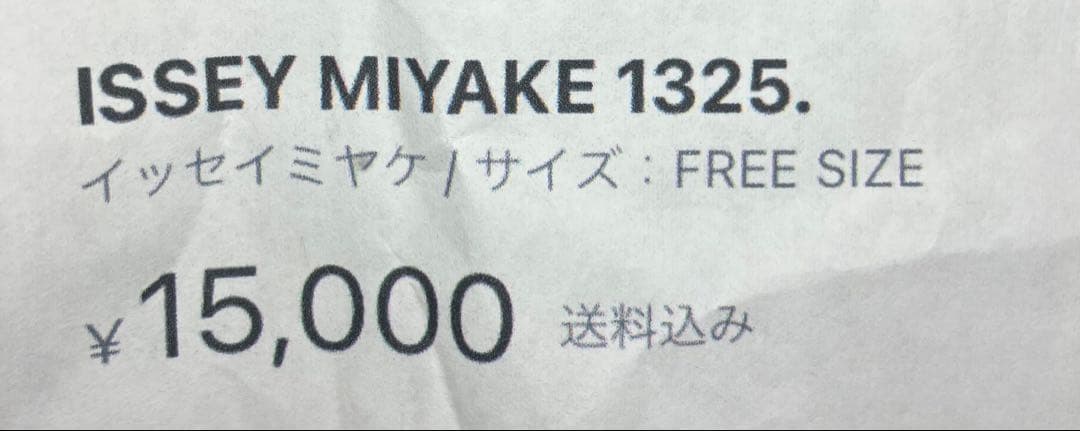 ISSEY MIYAKE 1325.
イッセイミヤケ / サイズ：FREE SIZE
¥15,000 送料込み